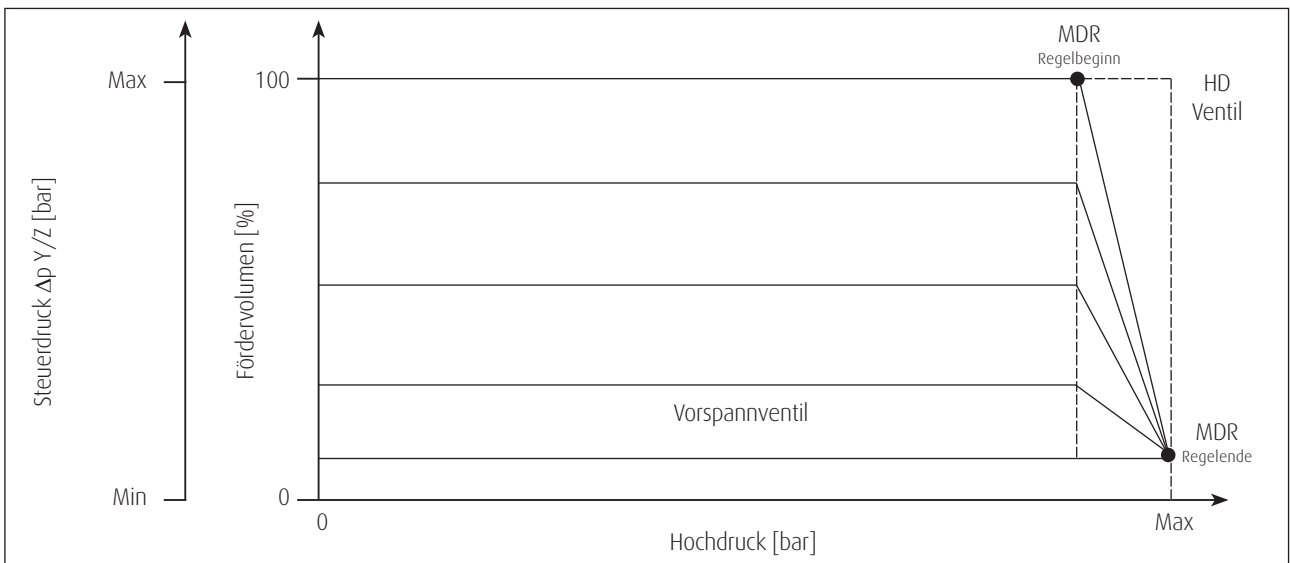 MDR
Regelbeginn
Max
100
HD
Ventil
Steuerdruck Δp Y/Z [bar]
Fördervolumen [%]
Vorspannventil
MDR
Regelende
Min
0
0
Max
Hochdruck [bar]